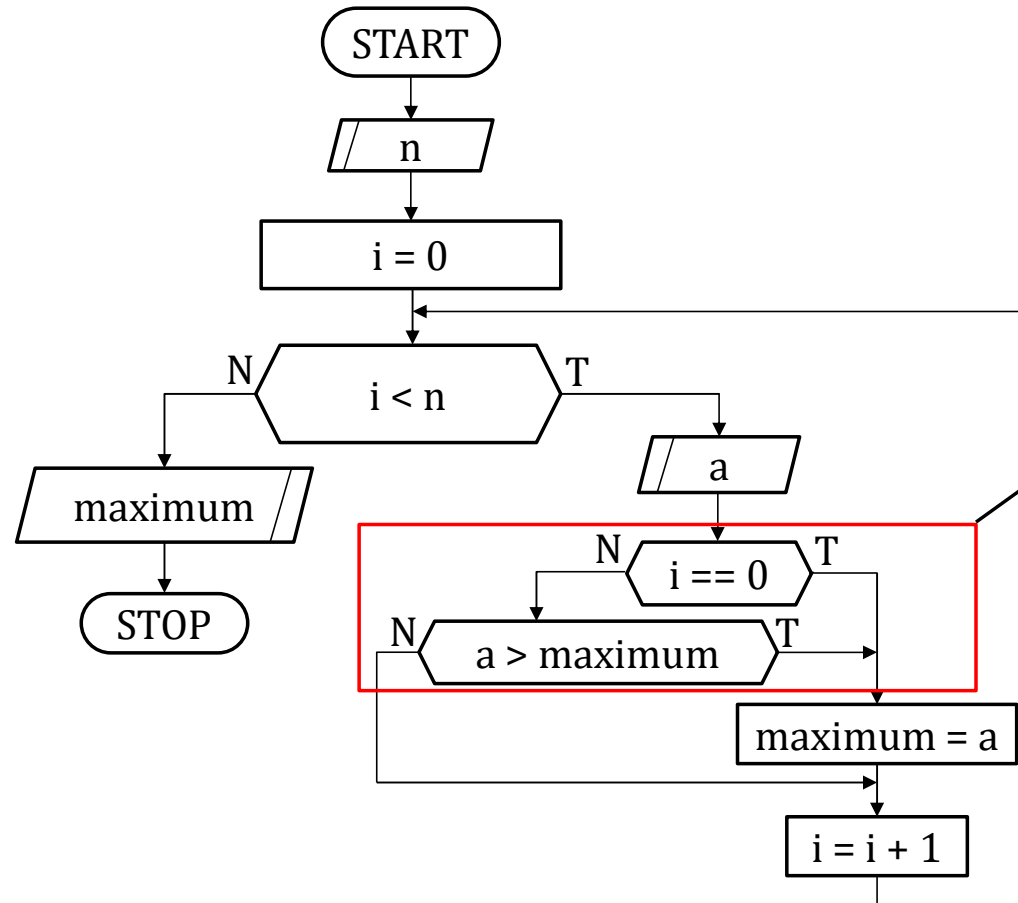 START
n
i = 0
N
T
i < n
a
maximum
N
T
i == 0
STOP
N
T
a > maximum
maximum = a
i = i + 1